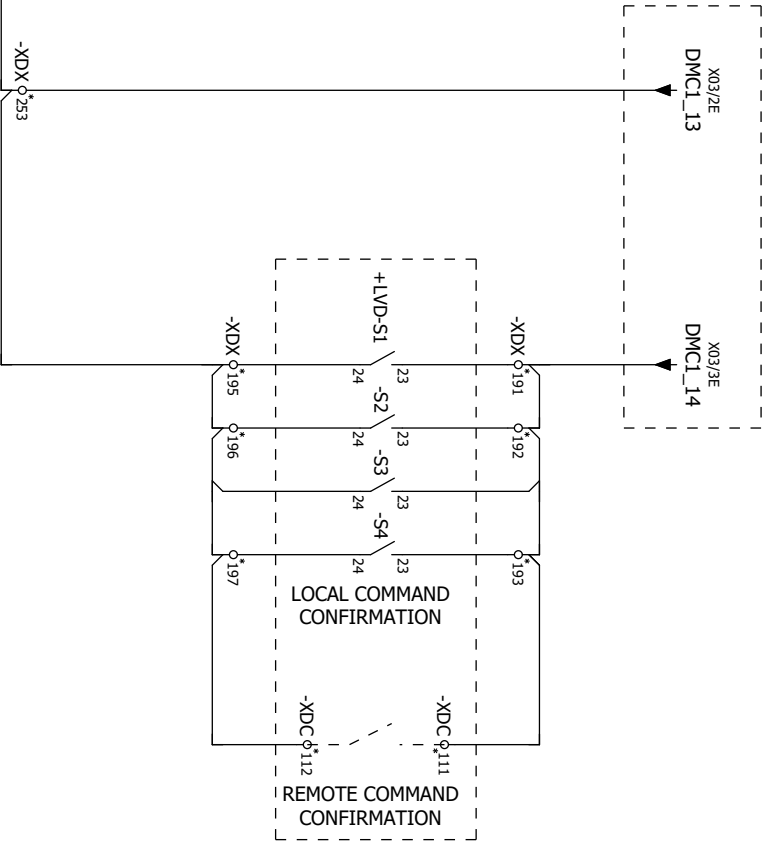 X03/2E
DMC1_13
-XDX
*
253
X03/3E
DMC1_14
+LVD-S1
-XDX
*
195
24
23
-XDX
*
191
-S2
*
196
24
23
*
192
-S3
24
23
-S4
*
197
24
23
*
193
LOCAL COMMAND
CONFIRMATION
-XDC
*
112
-XDC
*
111
REMOTE COMMAND
CONFIRMATION